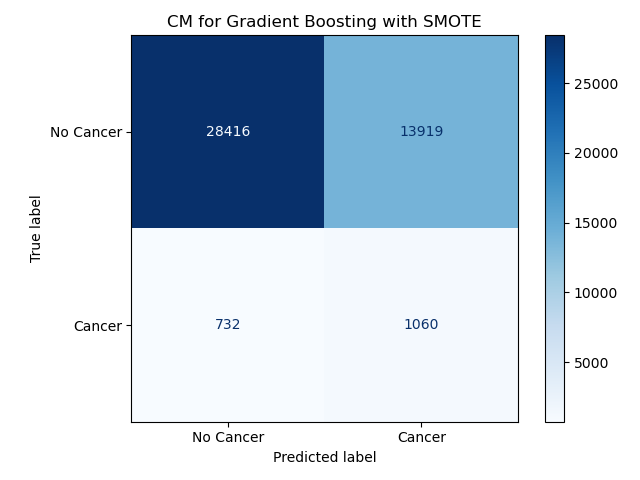 CM for Gradient Boosting with SMOTE
True label
No Cancer
28416
13919
Cancer
732
1060
No Cancer
Cancer
Predicted label
25000
20000
15000
10000
5000